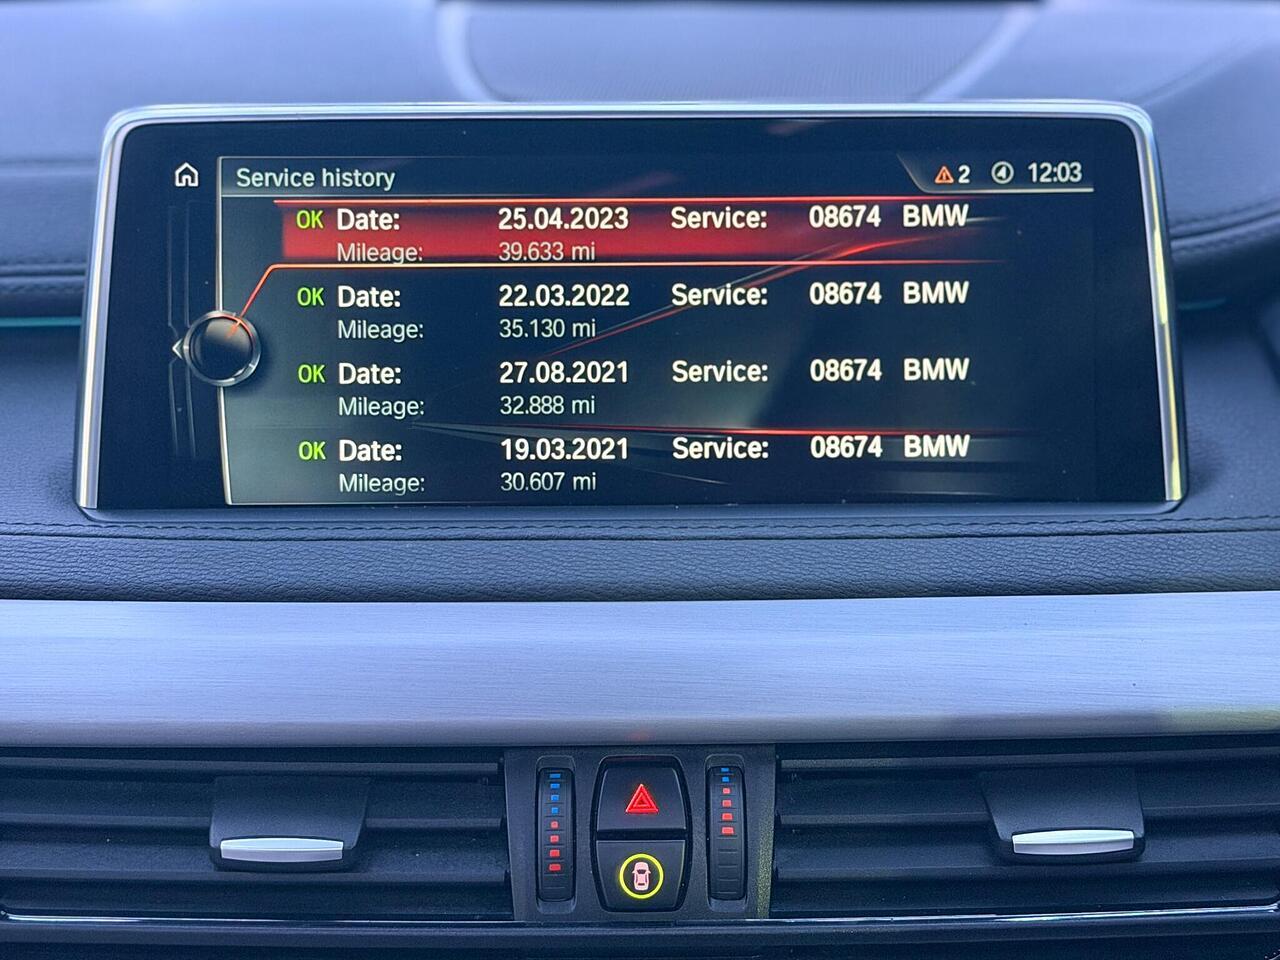 Service history
2 12:03
OK Date: 25.04.2023 Service: 08674 BMW
Mileage: 39.633 mi
OK Date: 22.03.2022 Service: 08674 BMW
Mileage: 35.130 mi
OK Date: 27.08.2021 Service: 08674 BMW
Mileage: 32.888 mi
OK Date: 19.03.2021 Service: 08674 BMW
Mileage: 30.607 mi